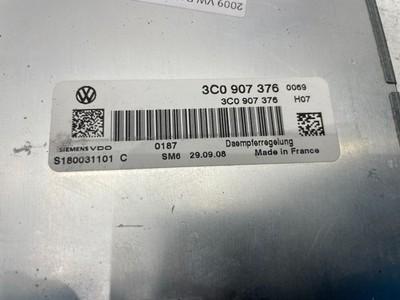 2009 VW
3C0 907 376 0069
3C0 907 376 H07
SIEMENS VDO 0187 Daempferregelung
S180031101 C SM6 29.09.08 Made in France